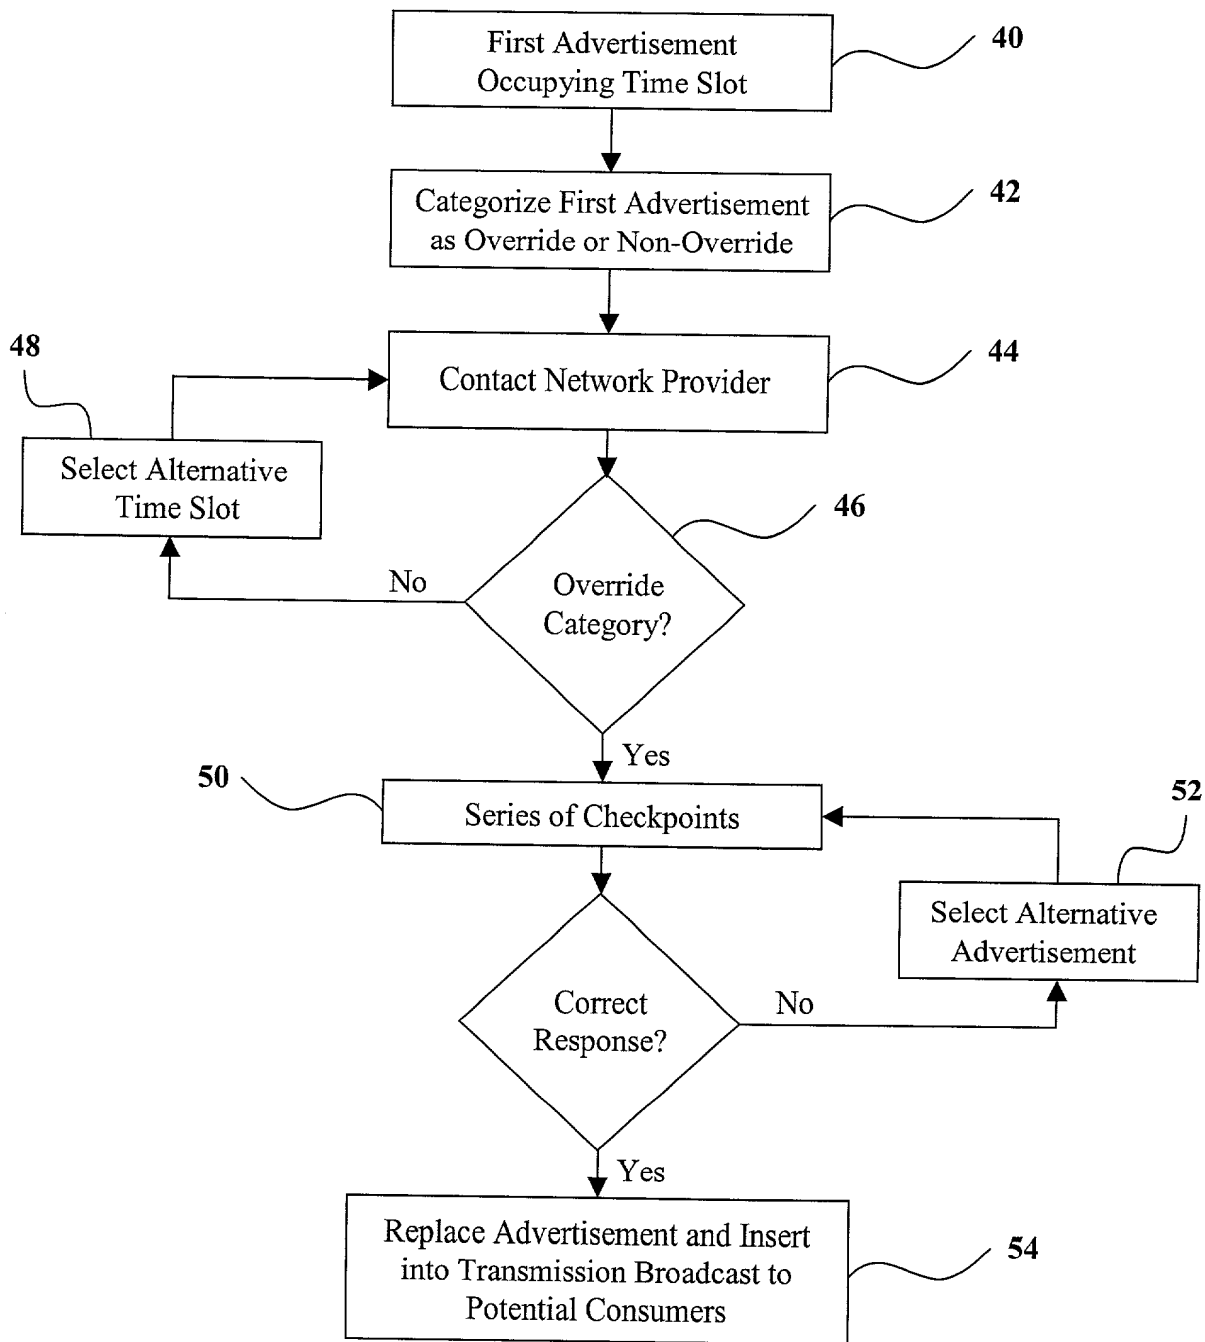 First Advertisement
Occupying Time Slot
40
Categorize First Advertisement
as Override or Non-Override
42
Contact Network Provider
44
48
Select Alternative
Time Slot
46
Override
Category?
No
Yes
50
Series of Checkpoints
52
Select Alternative
Advertisement
Correct
Response?
No
Yes
Replace Advertisement and Insert
into Transmission Broadcast to
Potential Consumers
54